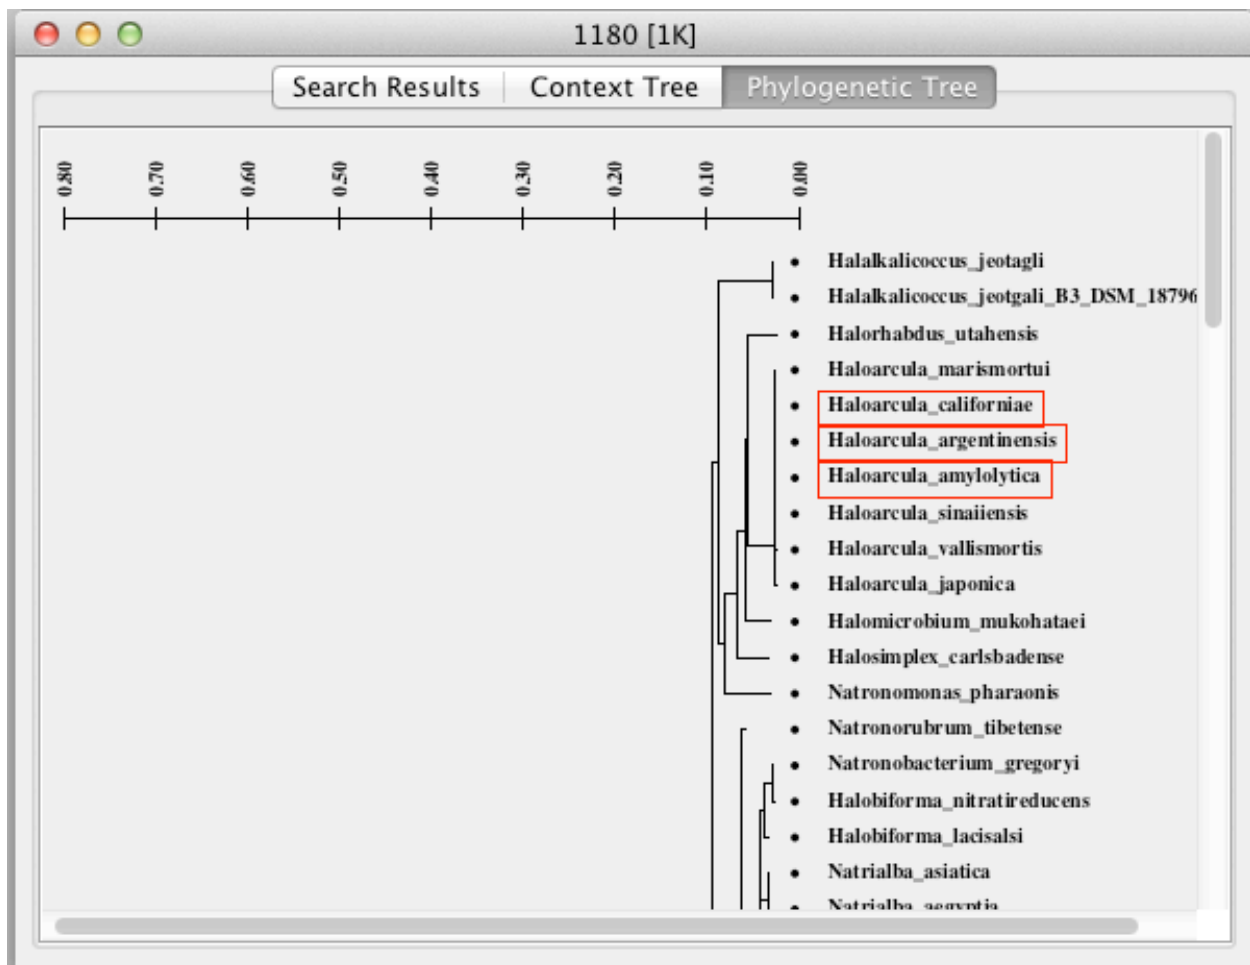 1180 [1K]
Search Results Context Tree Phylogenetic Tree
0.80 0.70 0.60 0.50 0.40 0.30 0.20 0.10 0.00
Halalkalicoccus_jeotagli
Halalkalicoccus_jeotgali_B3_DSM_18796
Halorhabdus_utahensis
Haloarcula_marismortui
Haloarcula_californiae
Haloarcula_argentinensis
Haloarcula_amylolytica
Haloarcula_sinaiiensis
Haloarcula_vallismortis
Haloarcula_japonica
Halomicrobium_mukohataei
Halosimplex_carlsbadense
Natronomonas_pharaonis
Natronorubrum_tibetense
Natronobacterium_gregoryi
Halobiforma_nitratireducens
Halobiforma_lacisalsi
Natrialba_asiatica
Natrialba_aegyptia